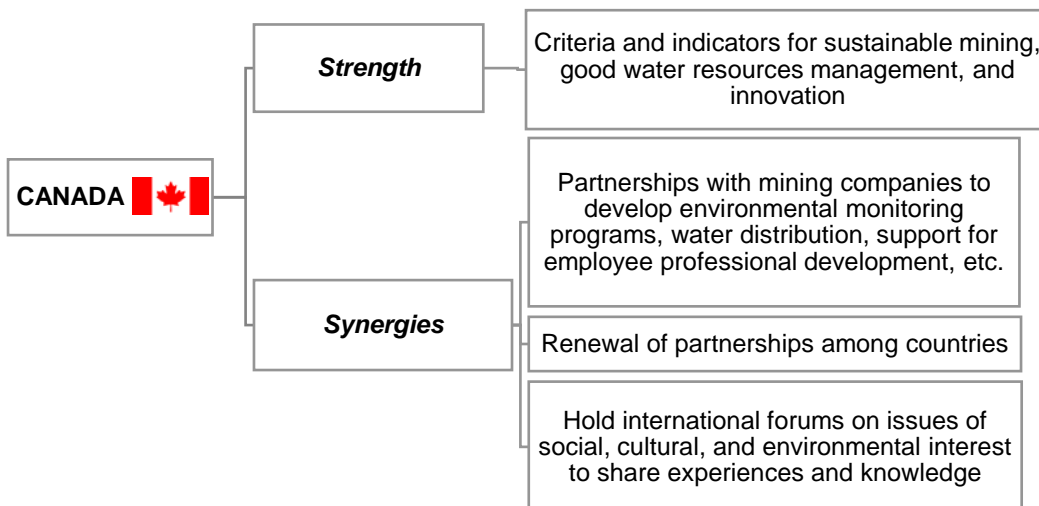 CANADA
Strength
Criteria and indicators for sustainable mining,
good water resources management, and
innovation
Synergies
Partnerships with mining companies to
develop environmental monitoring
programs, water distribution, support for
employee professional development, etc.
Renewal of partnerships among countries
Hold international forums on issues of
social, cultural, and environmental interest
to share experiences and knowledge